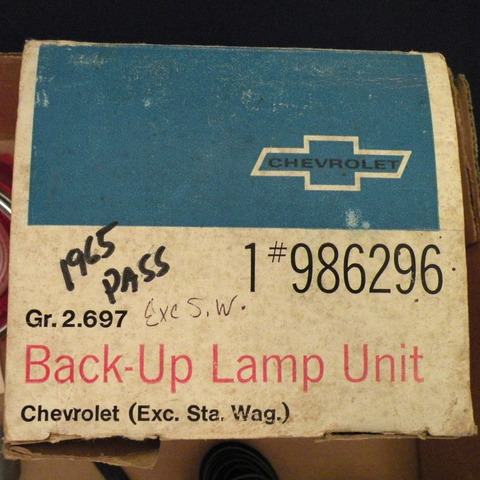 CHEVROLET
1965
PASS
1 #986296
Gr. 2.697
Exc S.W.
Back-Up Lamp Unit
Chevrolet (Exc. Sta. Wag.)